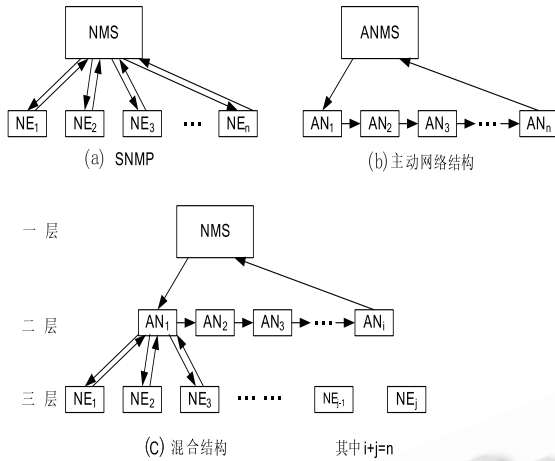 NMS
ANMS
NE₁ NE₂ NE₃ ··· NEₙ
AN₁ AN₂ AN₃ ··· ANₙ
(a) SNMP
(b)主动网络结构
一 层
NMS
二 层
AN₁ AN₂ AN₃ ··· ANᵢ
三 层
NE₁ NE₂ NE₃ ··· ··· NEⱼ₋₁ NEⱼ
(C) 混合结构
其中i+j=n